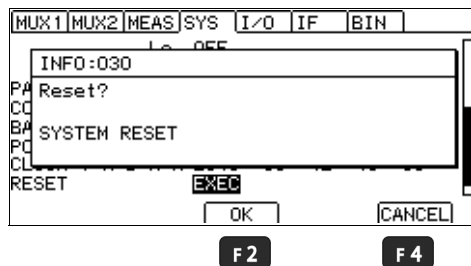 MUX1 MUX2 MEAS SYS I/O IF BIN
INFO:030
Reset?
SYSTEM RESET
RESET EXEC
OK CANCEL
F2 F4